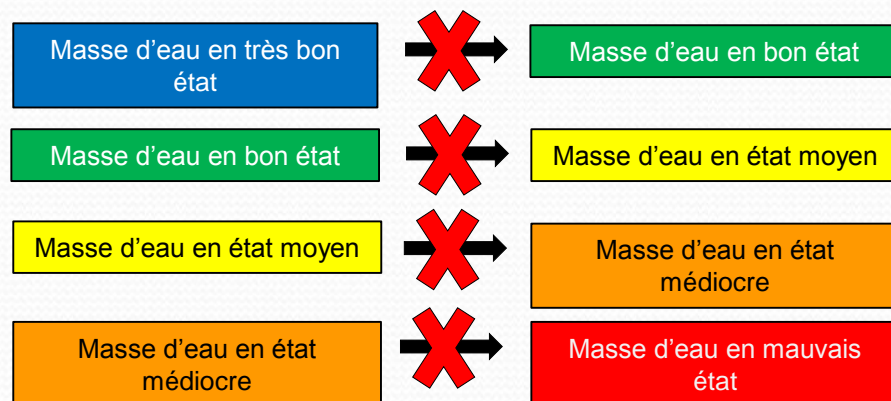 Masse d’eau en très bon
état
Masse d’eau en bon état
Masse d’eau en bon état
Masse d’eau en état moyen
Masse d’eau en état moyen
Masse d’eau en état
médiocre
Masse d’eau en état
médiocre
Masse d’eau en mauvais
état